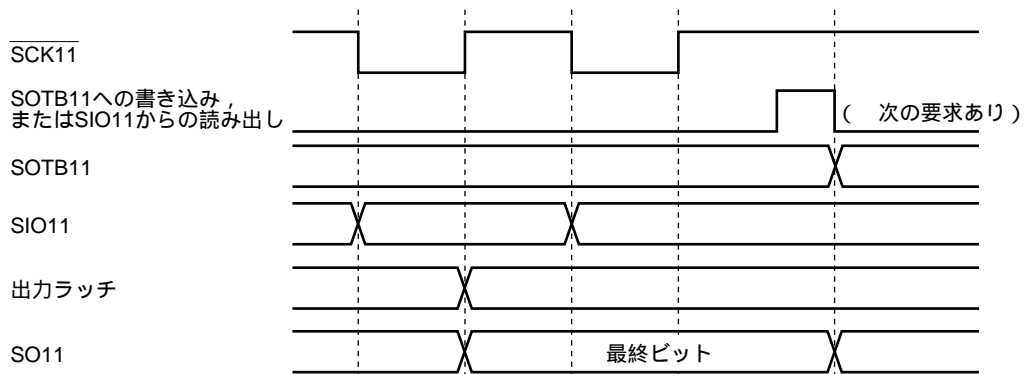 SCK11
SOTB11への書き込み，
またはSIO11からの読み出し
(　次の要求あり)
SOTB11
SIO11
出力ラッチ
SO11
最終ビット